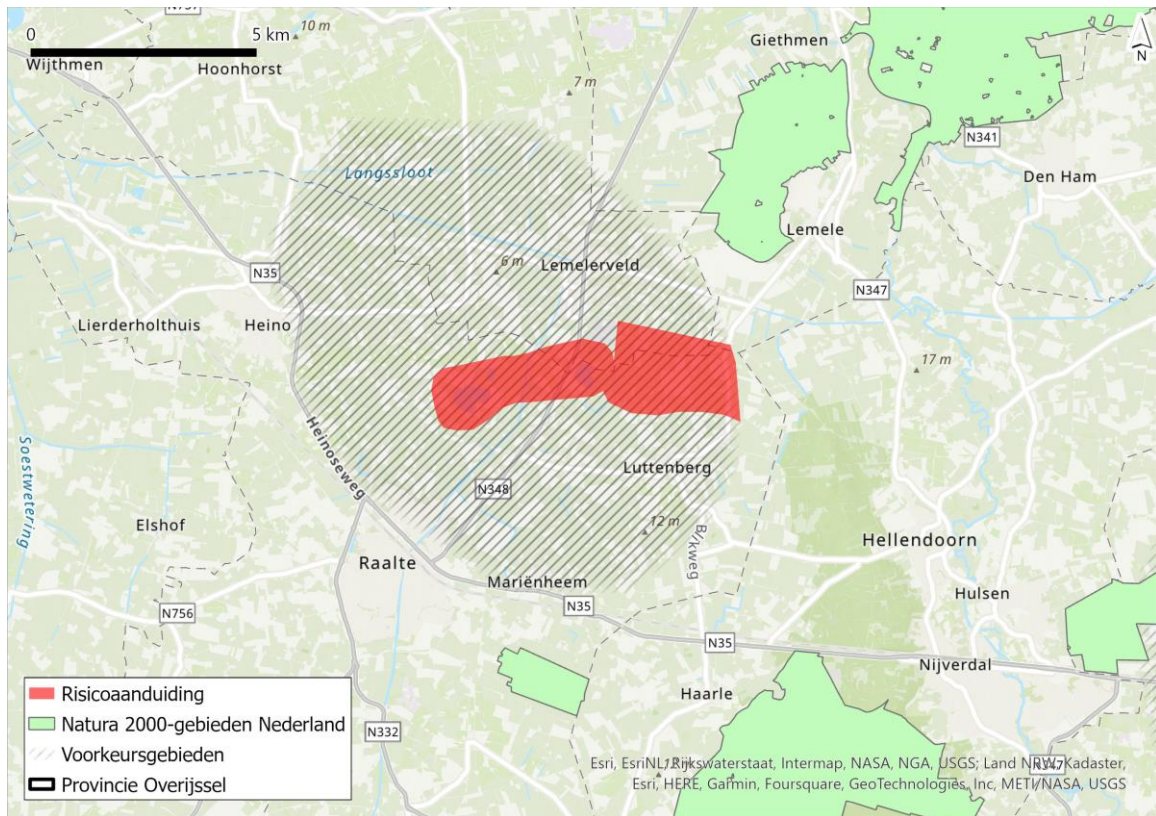 N757
10 m
0
5 km
Wijthmen
Hoonhorst
Giethmen
N
7 m
N341
Langssloot
Den Ham
Lemele
Lemelerveld
6 m
N35
N347
Lierderholthuis
Heino
17 m
Heinoseweg
Soestwetering
Luttenberg
N348
12 m
Elshof
Hellendoorn
Raalte
Mariënheem
Hulsen
N35
N756
N35
Nijverdal
Haarle
Risicoaanduiding
Natura 2000-gebieden Nederland
Voorkeursgebieden
Provincie Overijssel
N332
Esri, EsriNL, Rijkswaterstaat, Intermap, NASA, NGA, USGS; Land NRW, Kadaster,
Esri, HERE, Garmin, Foursquare, GeoTechnologies, Inc, METI/NASA, USGS